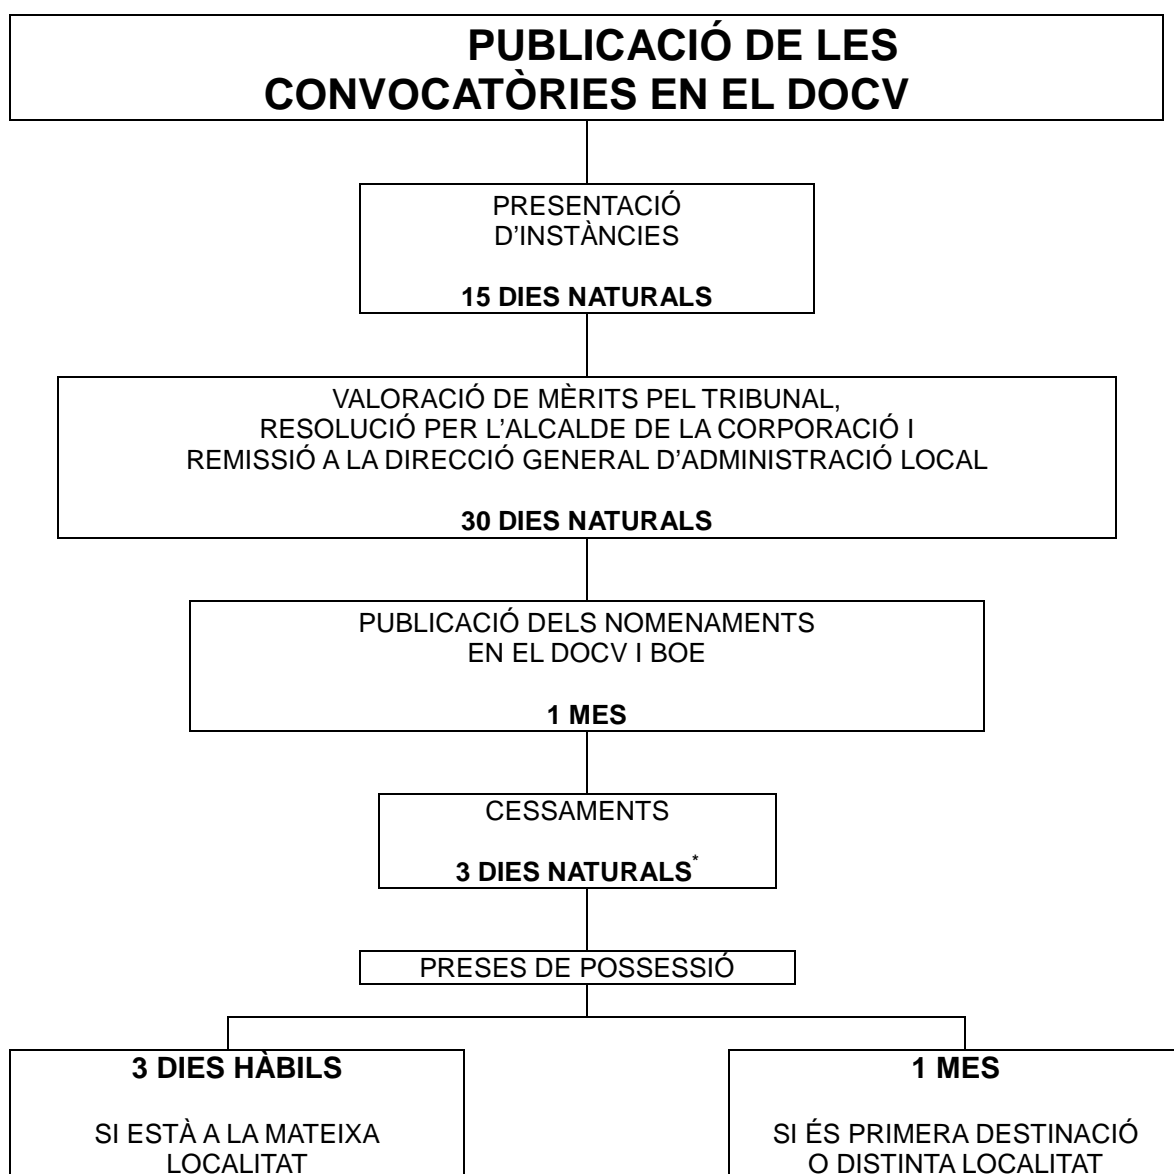 PUBLICACIÓ DE LES
CONVOCATÒRIES EN EL DOCV
PRESENTACIÓ
D'INSTÀNCIES
15 DIES NATURALS
VALORACIÓ DE MÈRITS PEL TRIBUNAL,
RESOLUCIÓ PER L'ALCALDE DE LA CORPORACIÓ I
REMISSIÓ A LA DIRECCIÓ GENERAL D'ADMINISTRACIÓ LOCAL
30 DIES NATURALS
PUBLICACIÓ DELS NOMENAMENTS
EN EL DOCV I BOE
1 MES
CESSAMENTS
3 DIES NATURALS*
PRESES DE POSSESSIÓ
3 DIES HÀBILS
SI ESTÀ A LA MATEIXA
LOCALITAT
1 MES
SI ÉS PRIMERA DESTINACIÓ
O DISTINTA LOCALITAT